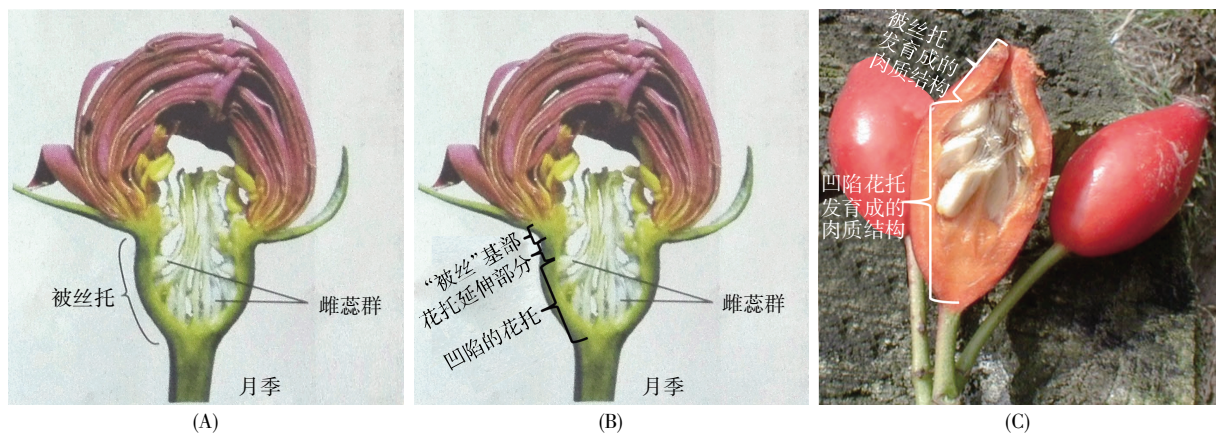 被丝托
雌蕊群
月季
(A)
“被丝”基部
花托延伸部分
凹陷的花托
雌蕊群
月季
(B)
被丝托
发育成的
肉质结构
凹陷花托
发育成的
肉质结构
(C)